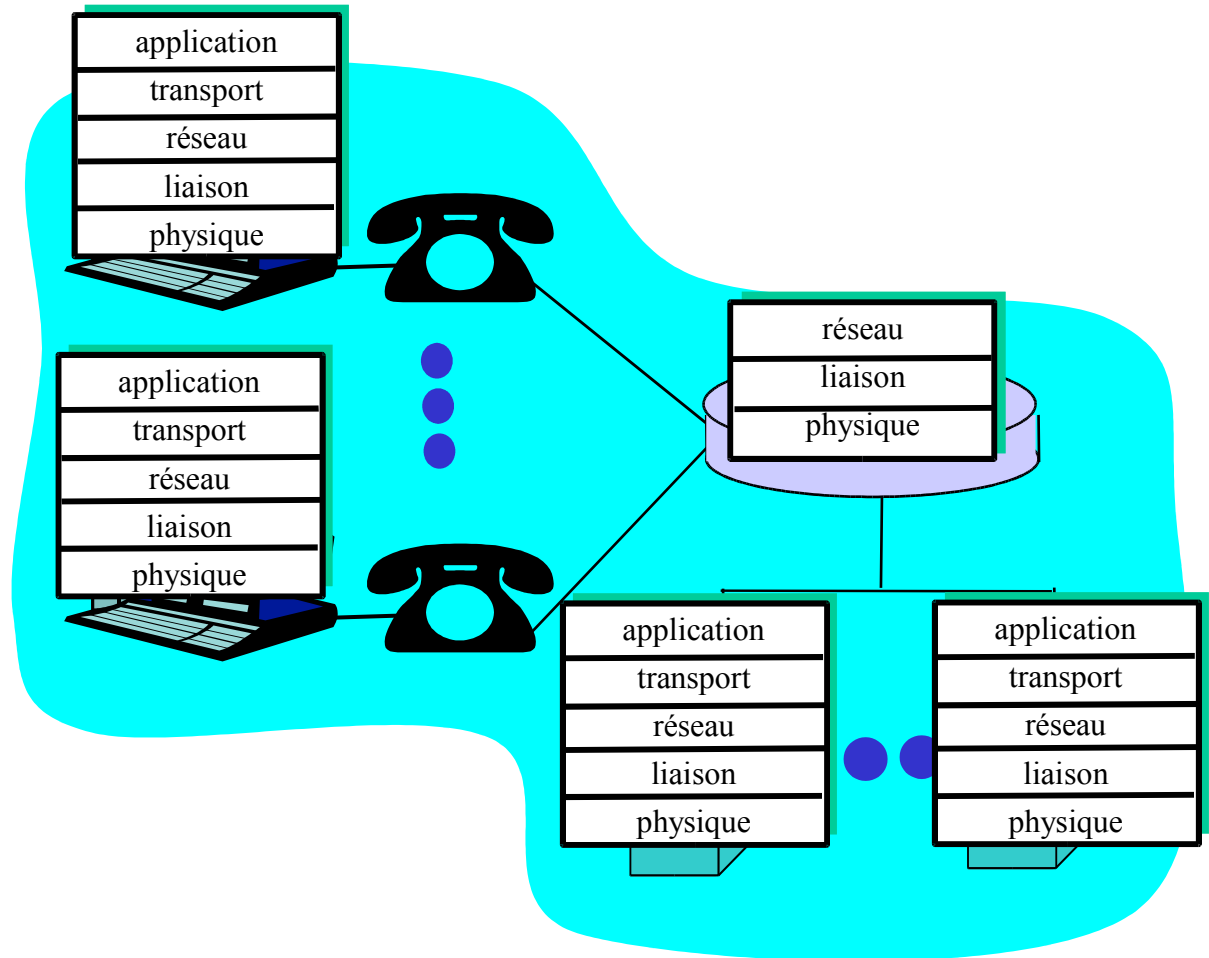 application
transport
réseau
liaison
physique
application
transport
réseau
liaison
physique
réseau
liaison
physique
application
transport
réseau
liaison
physique
application
transport
réseau
liaison
physique